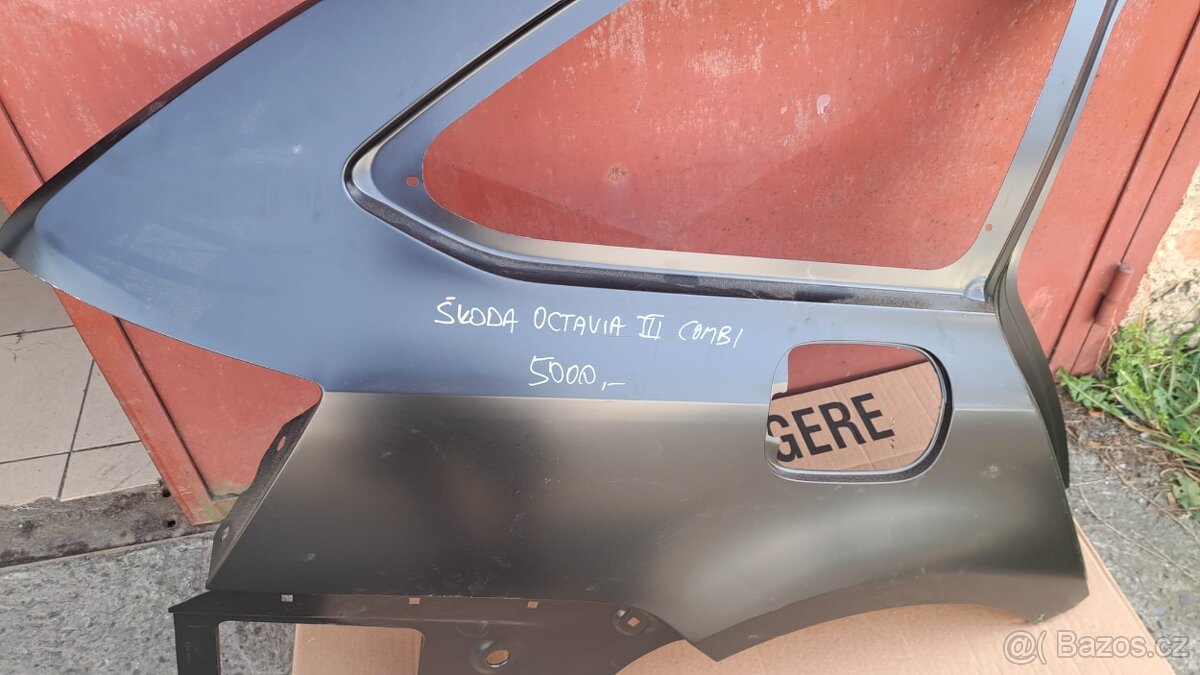 ŠKODA OCTAVIA III COMBI
5000,-
GERE
@( Bazos.cz